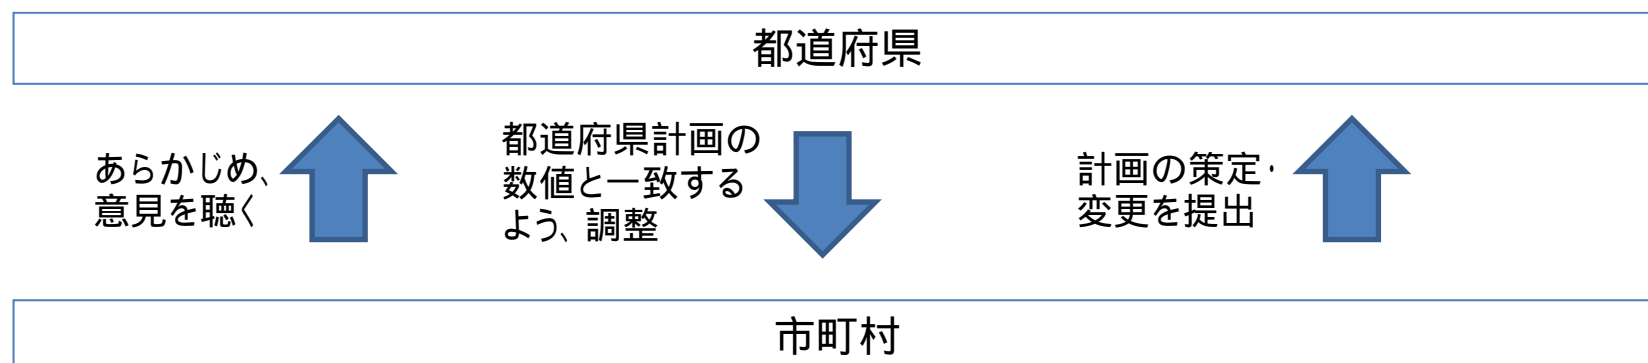 都道府県
あらかじめ、
意見を聴く
都道府県計画の
数値と一致する
よう、調整
計画の策定・
変更を提出
市町村